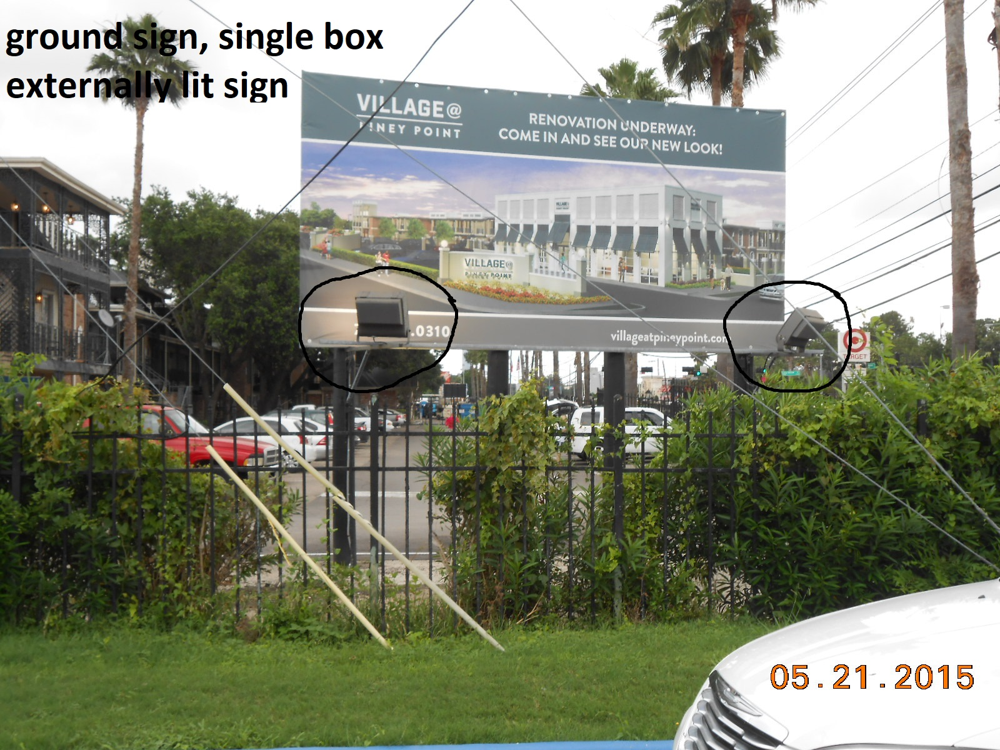 ground sign, single box
externally lit sign
VILLAGE@
PINEY POINT
RENOVATION UNDERWAY:
COME IN AND SEE OUR NEW LOOK!
VILLAGE@
VILLAGE@
PINEY POINT
.0310
villageatpineypoint.com
TARGET
05.21.2015